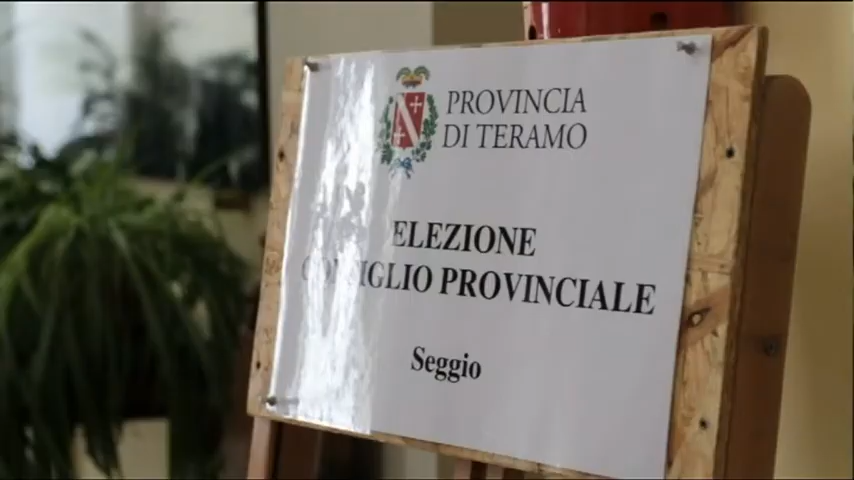 PROVINCIA
DI TERAMO
ELEZIONE
CONSIGLIO PROVINCIALE
Seggio